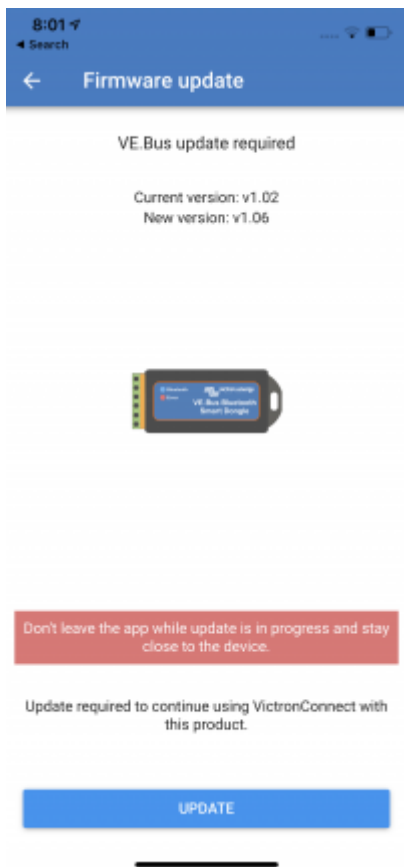 8:01
◀ Search
Firmware update
VE.Bus update required
Current version: v1.02
New version: v1.06
Bluetooth
Error
victron energy
VE.Bus Bluetooth
Smart Dongle
Don't leave the app while update is in progress and stay
close to the device.
Update required to continue using VictronConnect with
this product.
UPDATE